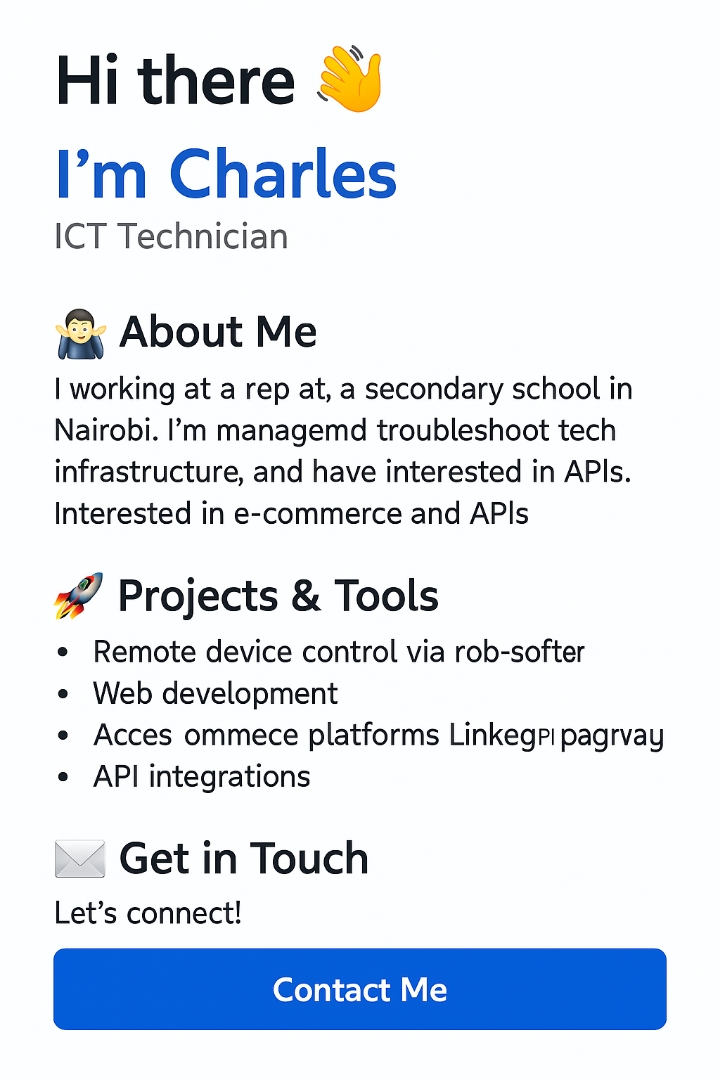 Hi there 👋
I'm Charles
ICT Technician
🤷‍♂️ About Me
I working at a rep at, a secondary school in
Nairobi. I'm managemd troubleshoot tech
infrastructure, and have interested in APIs.
Interested in e-commerce and APIs
🚀 Projects & Tools
• Remote device control via rob-softer
• Web development
• Acces ommece platforms LinkegPI pagrvay
• API integrations
✉️ Get in Touch
Let's connect!
Contact Me